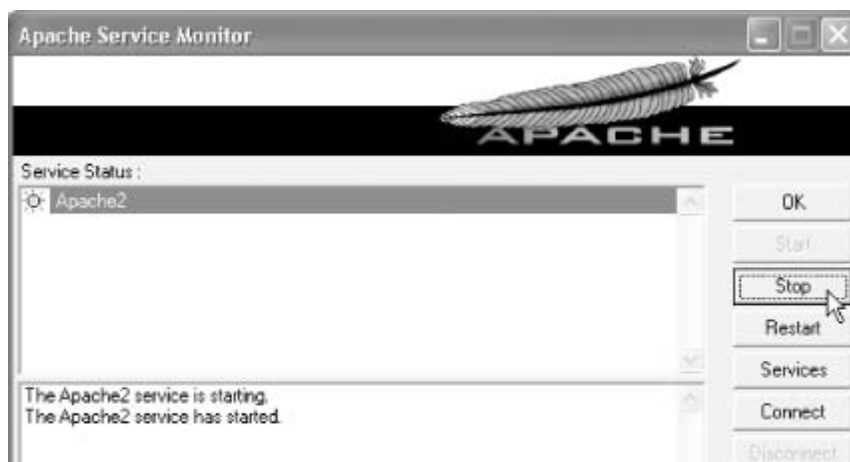 Apache Service Monitor
APACHE
Service Status :
Apache2
OK
Start
Stop
Restart
Services
The Apache2 service is starting.
The Apache2 service has started.
Connect
Disconnect